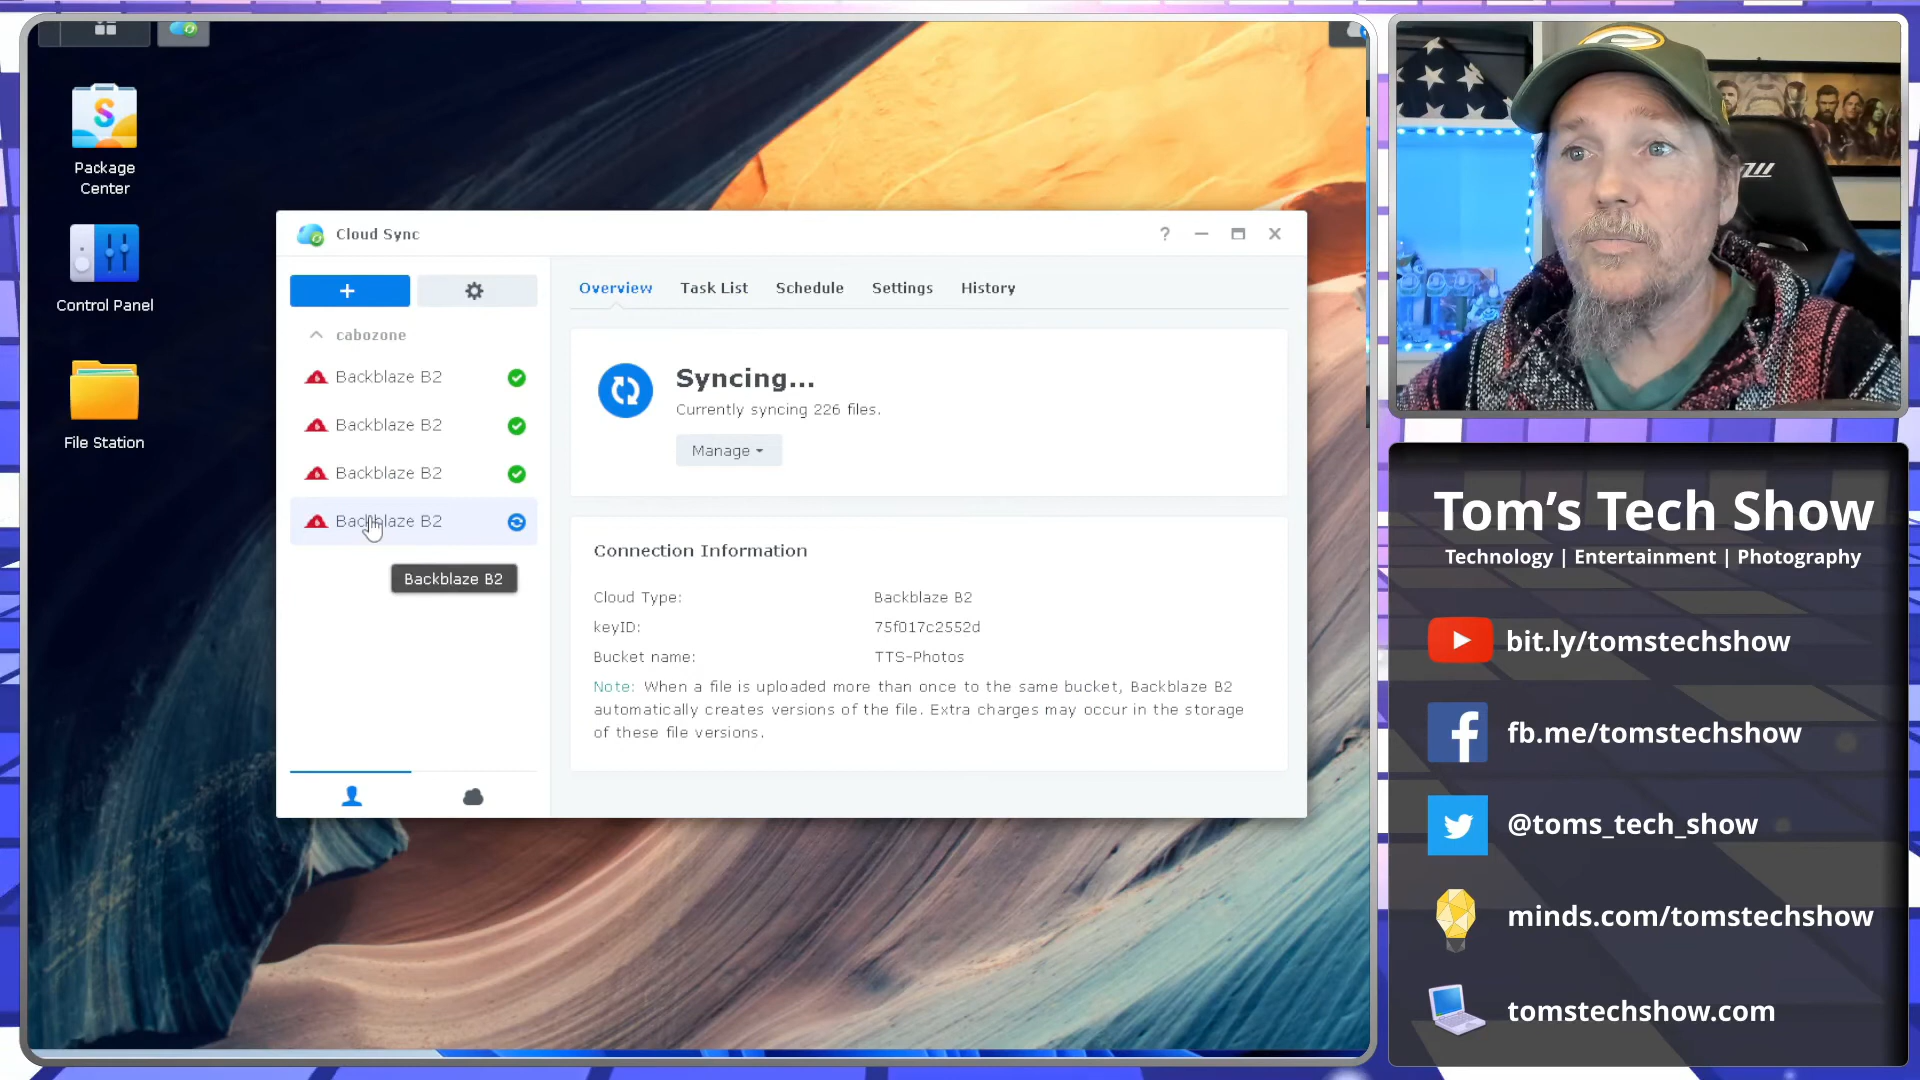 Package
Center
Control Panel
File Station
Cloud Sync
?
+
cabozone
Backblaze B2
Backblaze B2
Backblaze B2
Backblaze B2
Backblaze B2
Overview
Task List
Schedule
Settings
History
Syncing...
Currently syncing 226 files.
Manage
Connection Information
Cloud Type: Backblaze B2
keyID: 75f017c2552d
Bucket name: TTS-Photos
Note: When a file is uploaded more than once to the same bucket, Backblaze B2
automatically creates versions of the file. Extra charges may occur in the storage
of these file versions.
Tom's Tech Show
Technology | Entertainment | Photography
bit.ly/tomstechshow
fb.me/tomstechshow
@toms_tech_show
minds.com/tomstechshow
tomstechshow.com